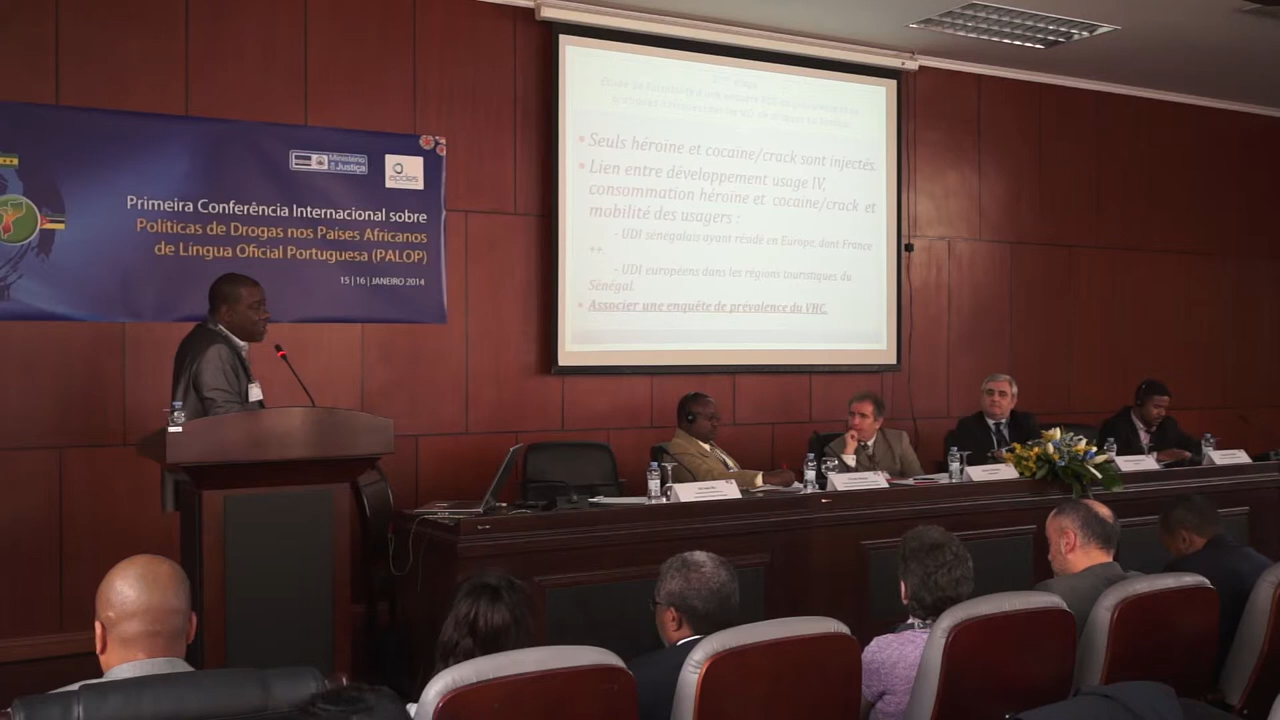 Ministério
da
Justiça
apdes
Primeira Conferência Internacional sobre
Políticas de Drogas nos Países Africanos
de Língua Oficial Portuguesa (PALOP)
15 | 16 | JANEIRO 2014
• Seuls héroïne et cocaine/crack sont injectés.
• Lien entre développement usage IV,
consommation héroïne et cocaine/crack et
mobilité des usagers :
- UDI sénégalais ayant résidé en Europe, dont France
++.
- UDI européens dans les régions touristiques du
Sénégal.
• Associer une enquête de prévalence du VHC.